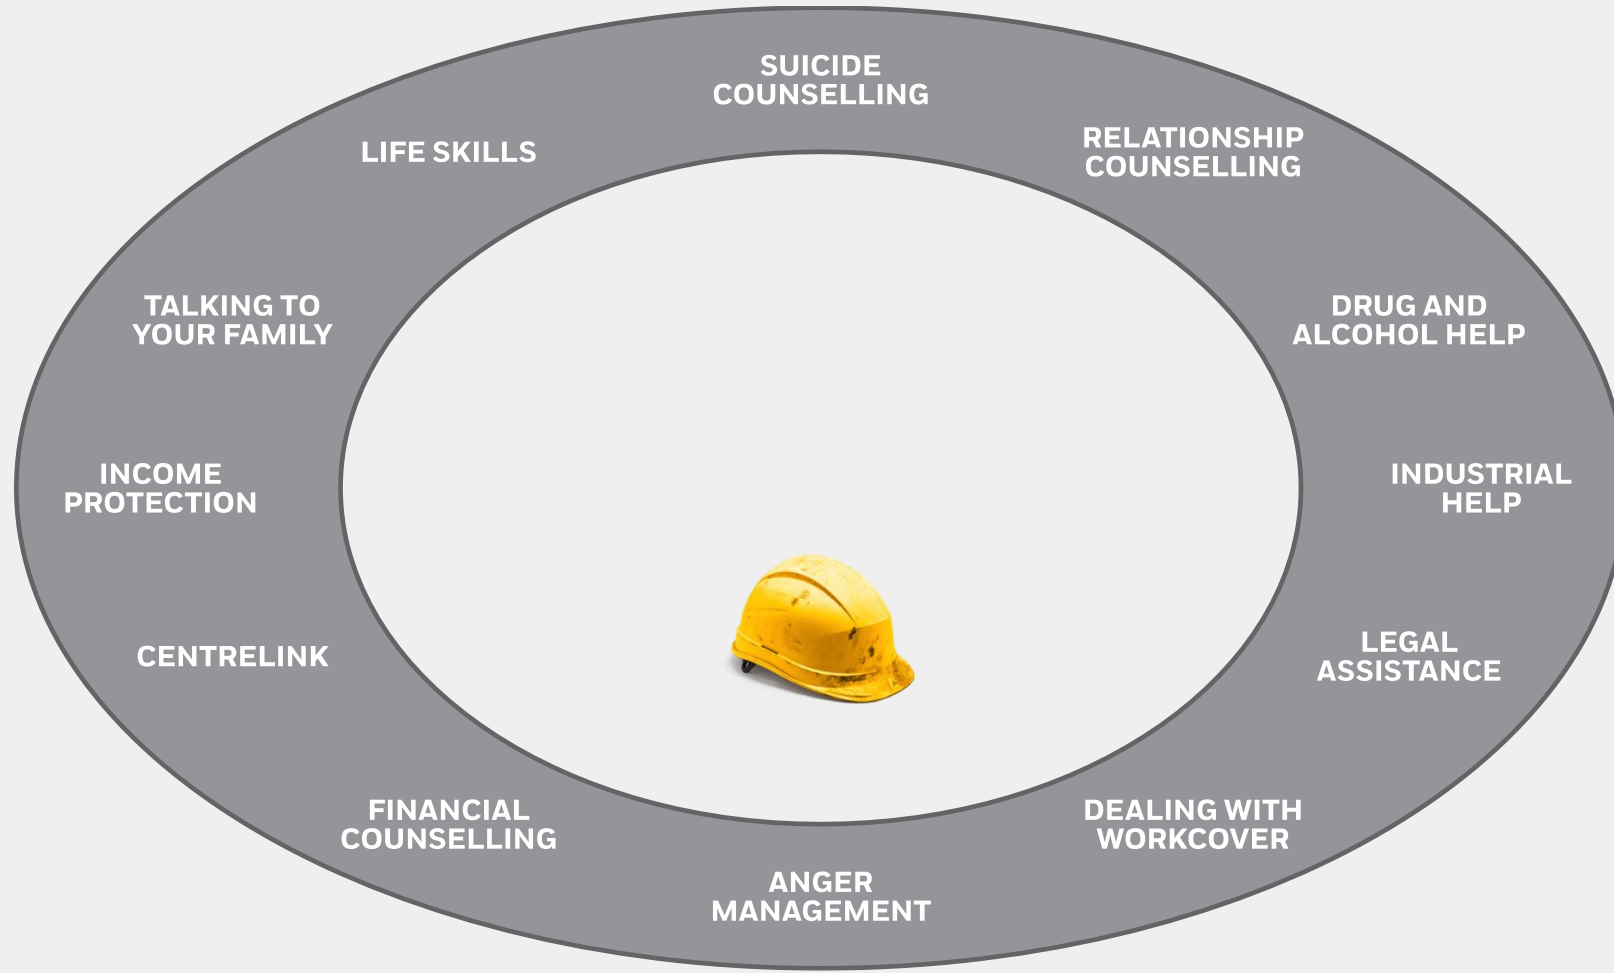 SUICIDE
COUNSELLING
RELATIONSHIP
COUNSELLING
LIFE SKILLS
TALKING TO
YOUR FAMILY
DRUG AND
ALCOHOL HELP
INCOME
PROTECTION
INDUSTRIAL
HELP
CENTRELINK
LEGAL
ASSISTANCE
FINANCIAL
COUNSELLING
DEALING WITH
WORKCOVER
ANGER
MANAGEMENT